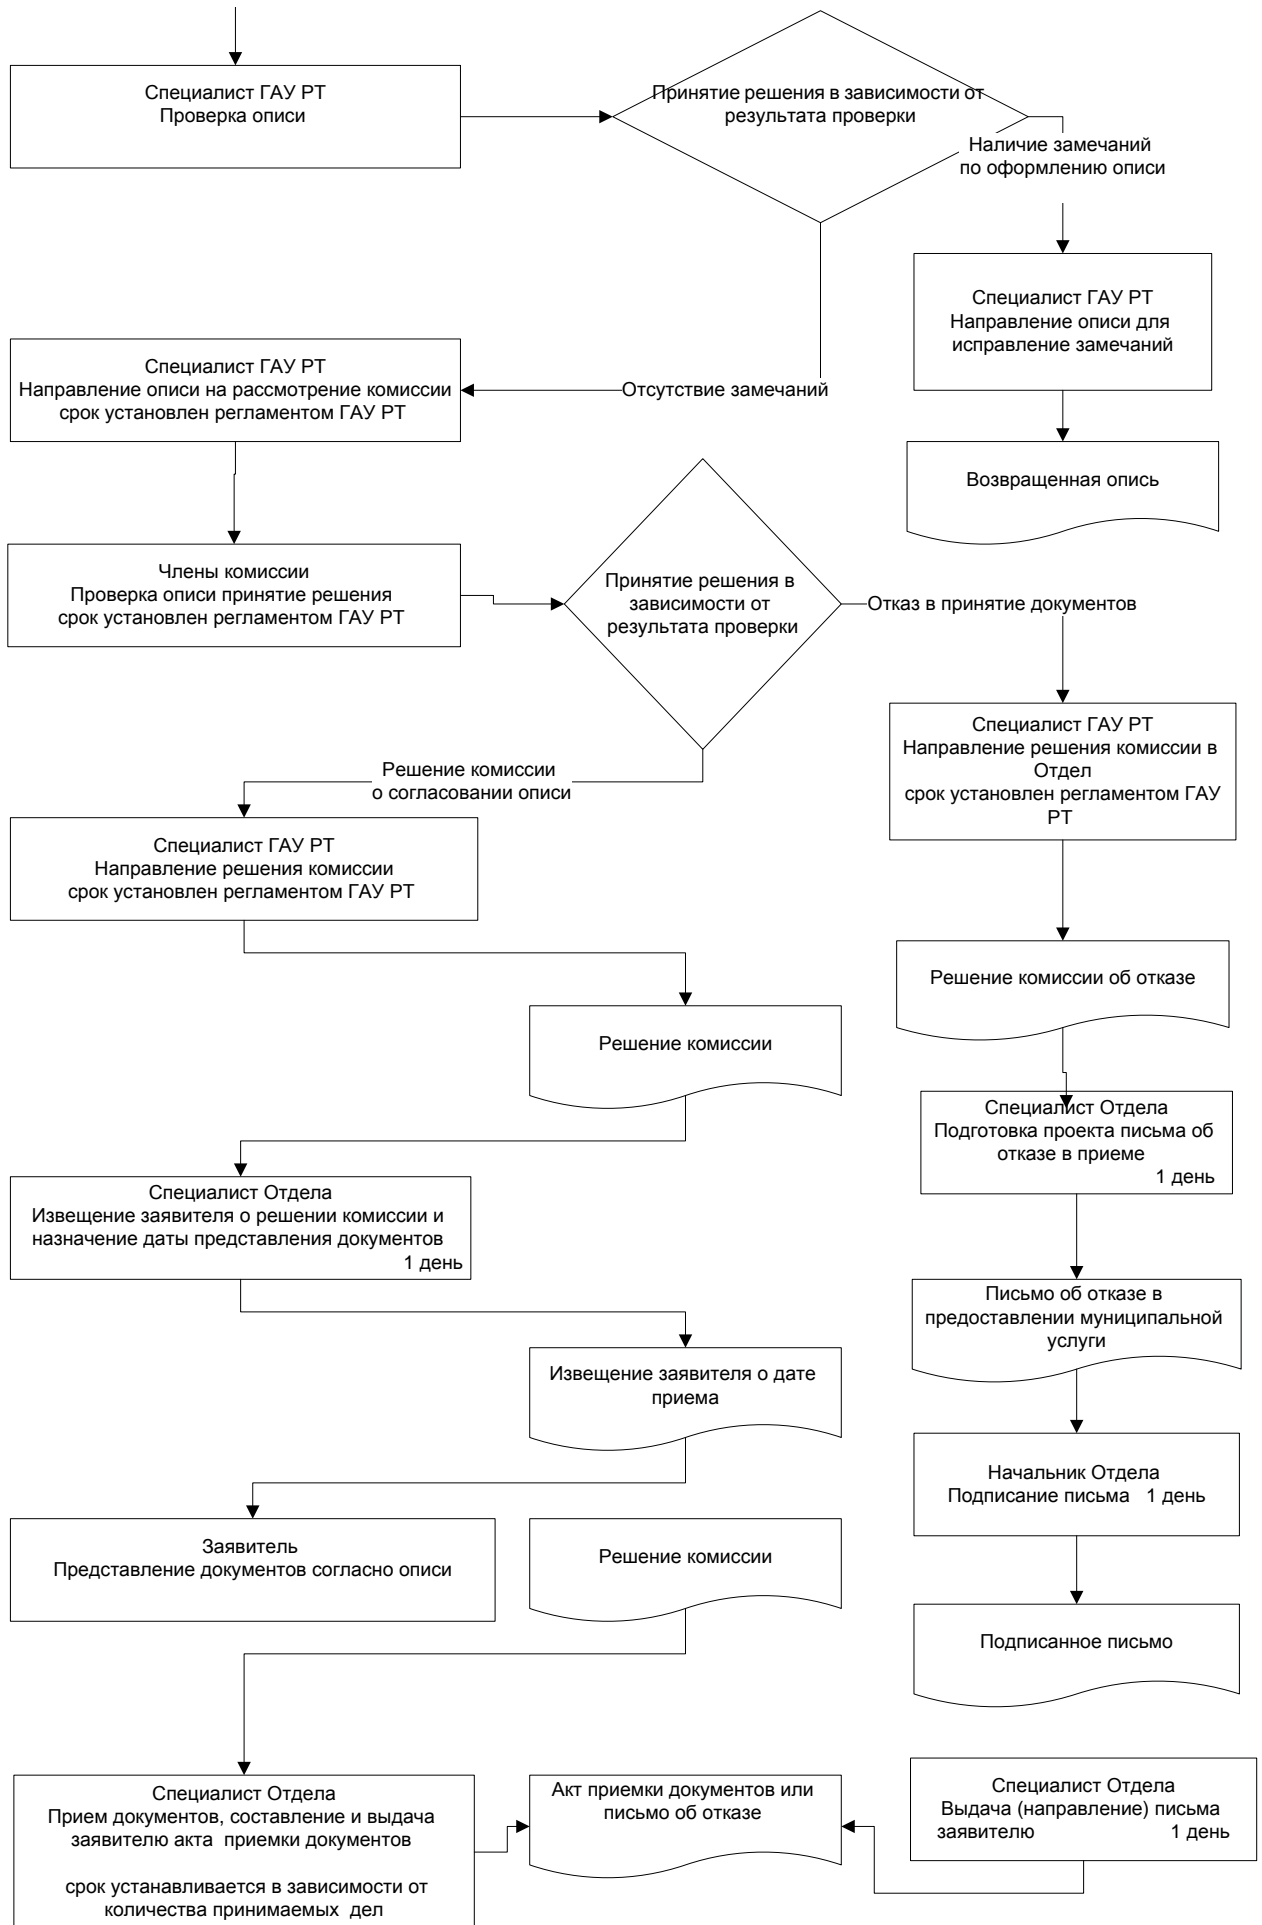 Специалист ГАУ РТ
Проверка описи
Принятие решения в зависимости от
результата проверки
Наличие замечаний
по оформлению описи
Специалист ГАУ РТ
Направление описи для
исправление замечаний
Специалист ГАУ РТ
Направление описи на рассмотрение комиссии
срок установлен регламентом ГАУ РТ
Отсутствие замечаний
Возвращенная опись
Члены комиссии
Проверка описи принятие решения
срок установлен регламентом ГАУ РТ
Принятие решения в
зависимости от
результата проверки
Отказ в принятие документов
Специалист ГАУ РТ
Направление решения комиссии в
Отдел
срок установлен регламентом ГАУ
РТ
Решение комиссии
о согласовании описи
Специалист ГАУ РТ
Направление решения комиссии
срок установлен регламентом ГАУ РТ
Решение комиссии об отказе
Решение комиссии
Специалист Отдела
Подготовка проекта письма об
отказе в приеме
1 день
Специалист Отдела
Извещение заявителя о решении комиссии и
назначение даты представления документов
1 день
Письмо об отказе в
предоставлении муниципальной
услуги
Извещение заявителя о дате
приема
Начальник Отдела
Подписание письма 1 день
Заявитель
Представление документов согласно описи
Решение комиссии
Подписанное письмо
Специалист Отдела
Прием документов, составление и выдача
заявителю акта приемки документов
срок устанавливается в зависимости от
количества принимаемых дел
Акт приемки документов или
письмо об отказе
Специалист Отдела
Выдача (направление) письма
заявителю 1 день